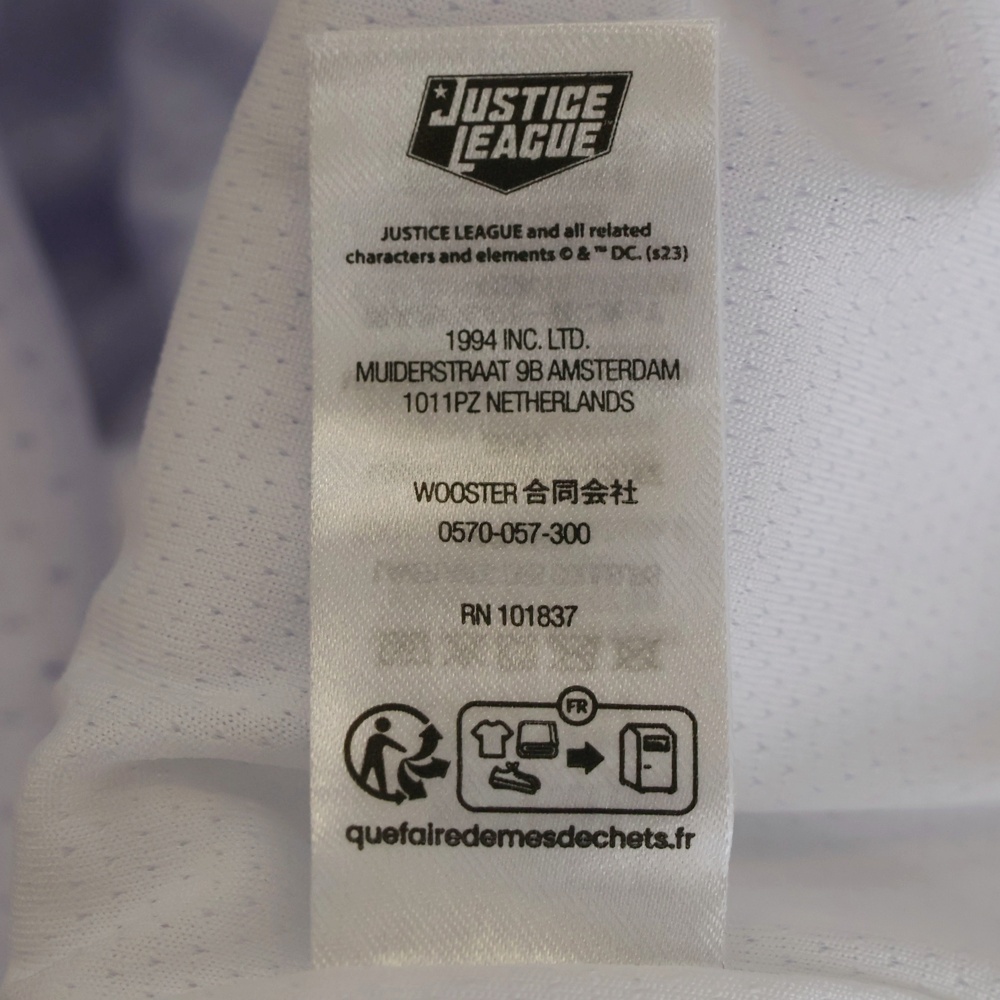 JUSTICE
LEAGUE™
JUSTICE LEAGUE and all related
characters and elements © & ™ DC. (s23)
1994 INC. LTD.
MUIDERSTRAAT 9B AMSTERDAM
1011PZ NETHERLANDS
WOOSTER 合同会社
0570-057-300
RN 101837
FR
quefairedemesdechets.fr